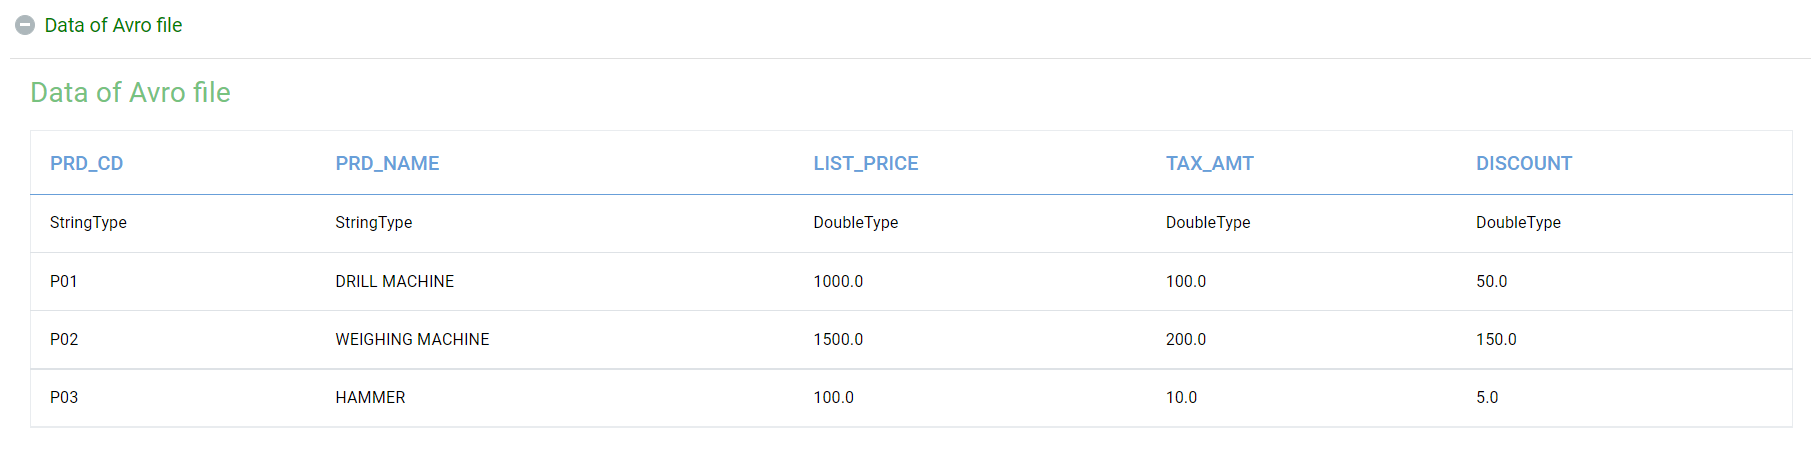 Data of Avro file
Data of Avro file
PRD_CD PRD_NAME LIST_PRICE TAX_AMT DISCOUNT
StringType StringType DoubleType DoubleType DoubleType
P01 DRILL MACHINE 1000.0 100.0 50.0
P02 WEIGHING MACHINE 1500.0 200.0 150.0
P03 HAMMER 100.0 10.0 5.0